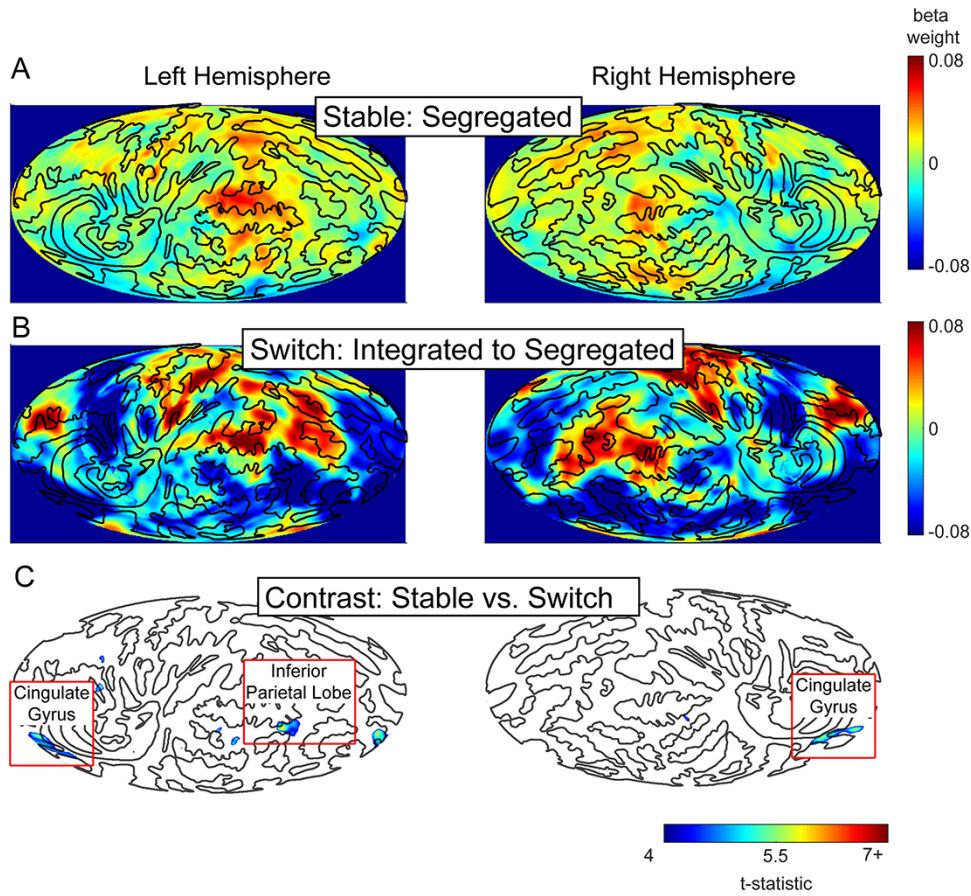 beta
weight
A
Left Hemisphere
Right Hemisphere
0.08
Stable: Segregated
0
-0.08
B
0.08
Switch: Integrated to Segregated
0
-0.08
C
Contrast: Stable vs. Switch
Inferior
Parietal Lobe
Cingulate
Gyrus
Cingulate
Gyrus
4
5.5
7+
t-statistic